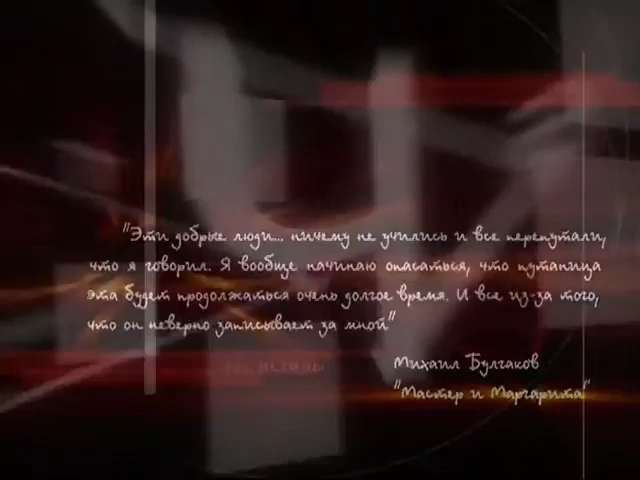 "Эти добрые люди... ничему не учились и все перепутали,
что я говорил. Я вообще начинаю опасаться, что путаница
эта будет продолжаться очень долгое время. И все из-за того,
что он неверно записывает за мной"
Михаил Булгаков
"Мастер и Маргарита"